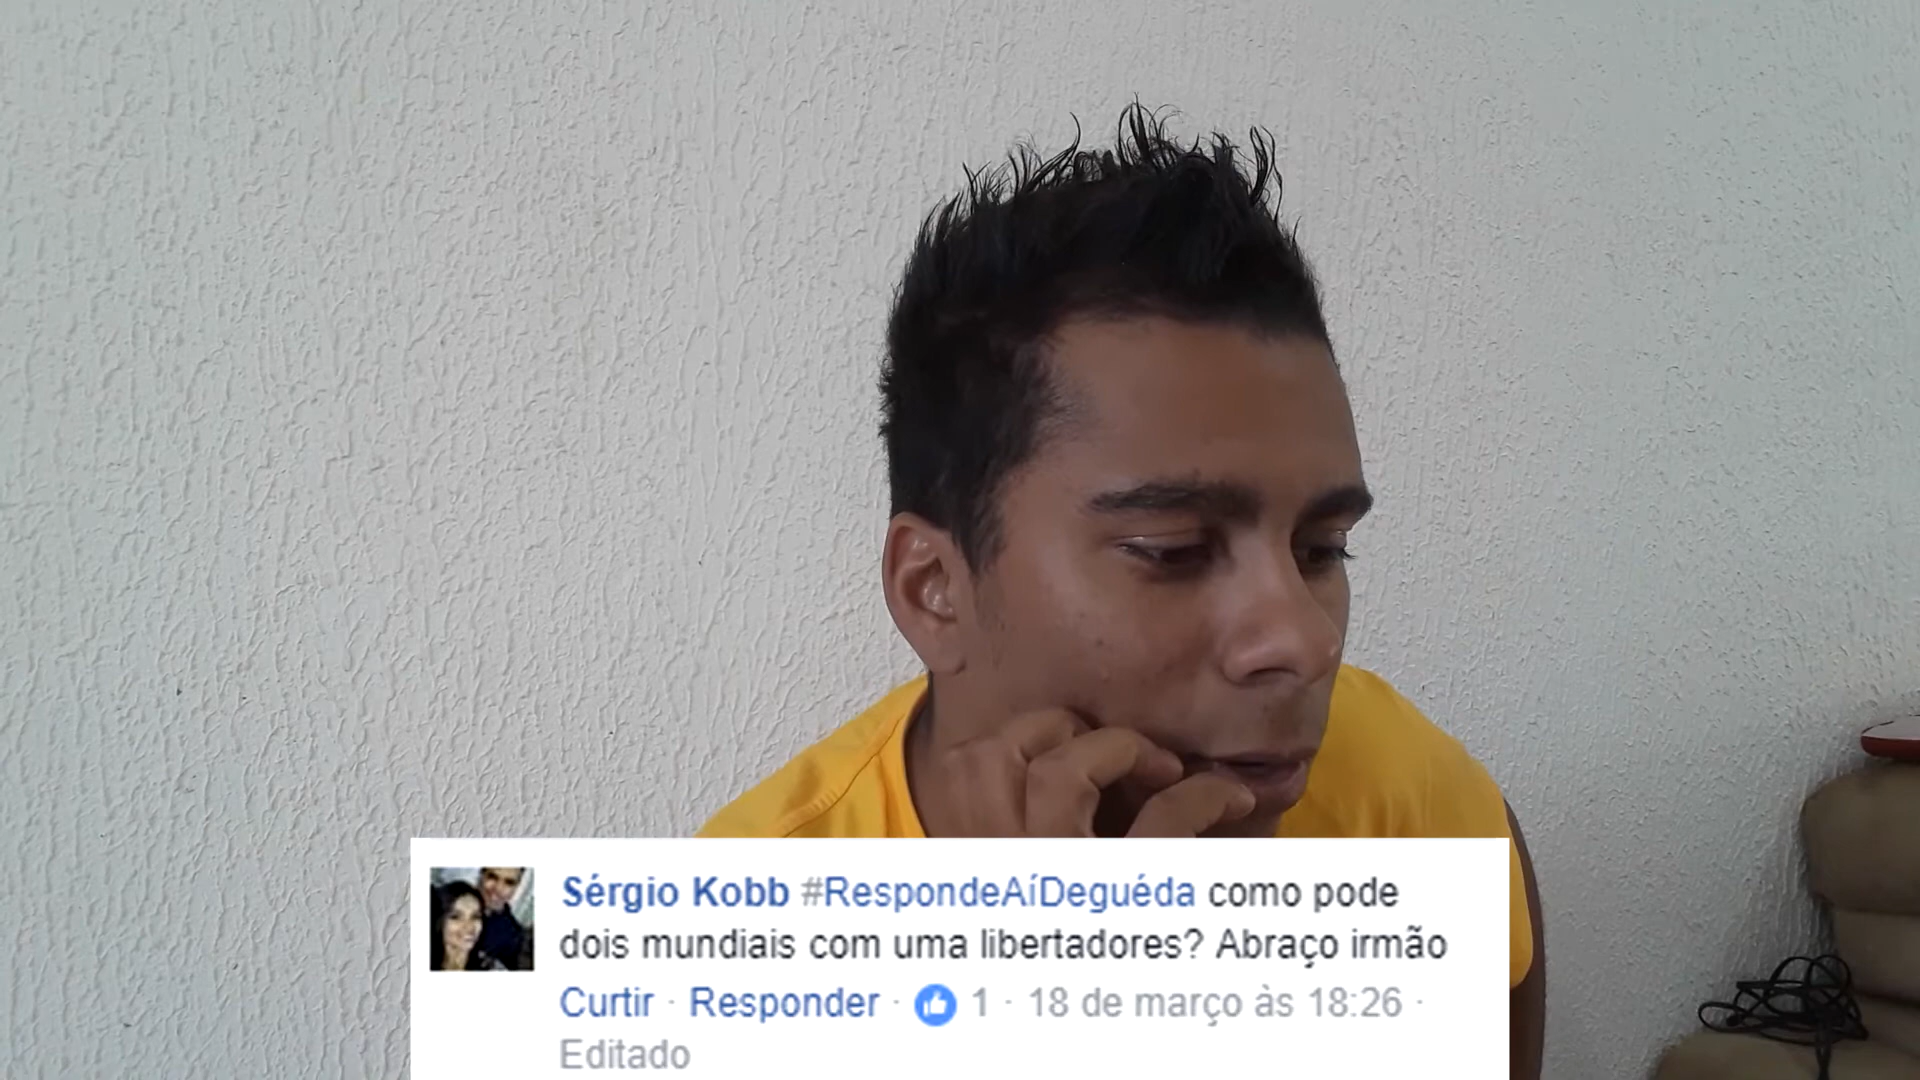 Sérgio Kobb #RespondeAíDeguéda como pode
dois mundiais com uma libertadores? Abraço irmão
Curtir · Responder · 1 · 18 de março às 18:26 ·
Editado